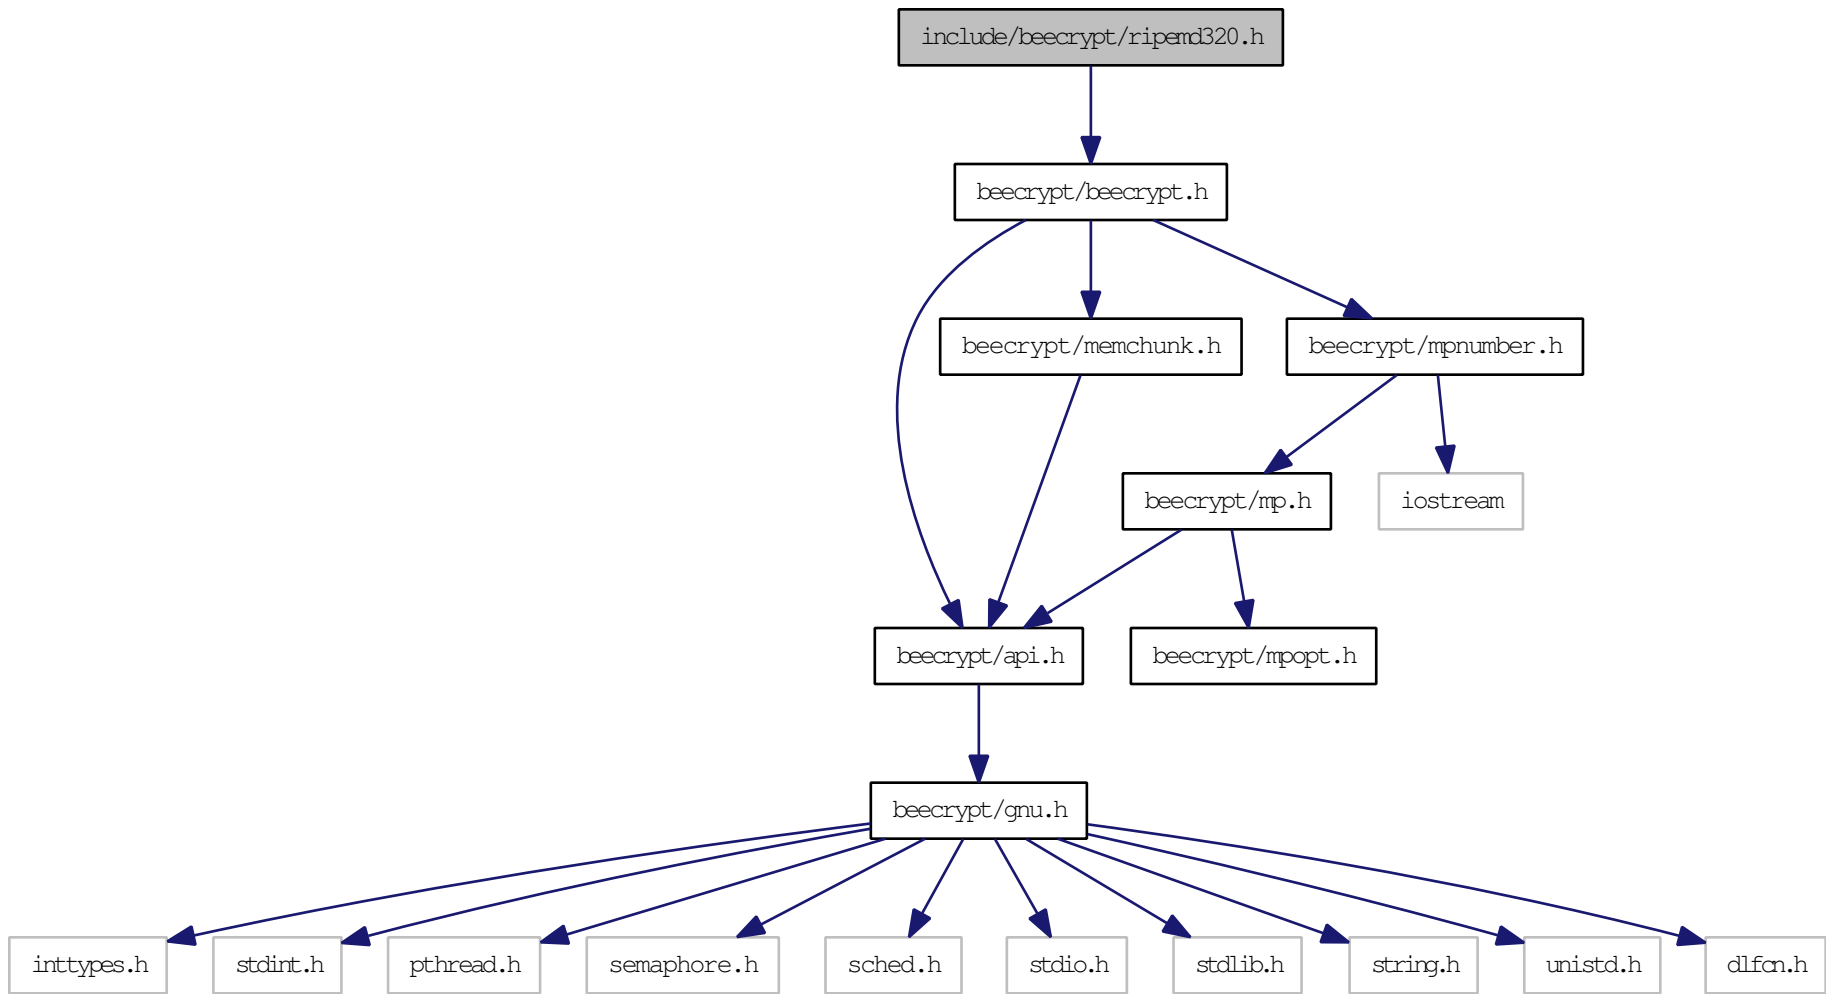 include/beecrypt/ripemd320.h
beecrypt/beecrypt.h
beecrypt/memchunk.h
beecrypt/mpnumber.h
beecrypt/mp.h
iostream
beecrypt/api.h
beecrypt/mpopt.h
beecrypt/gnu.h
inttypes.h
stdint.h
pthread.h
semaphore.h
sched.h
stdio.h
stdlib.h
string.h
unistd.h
dlfcn.h